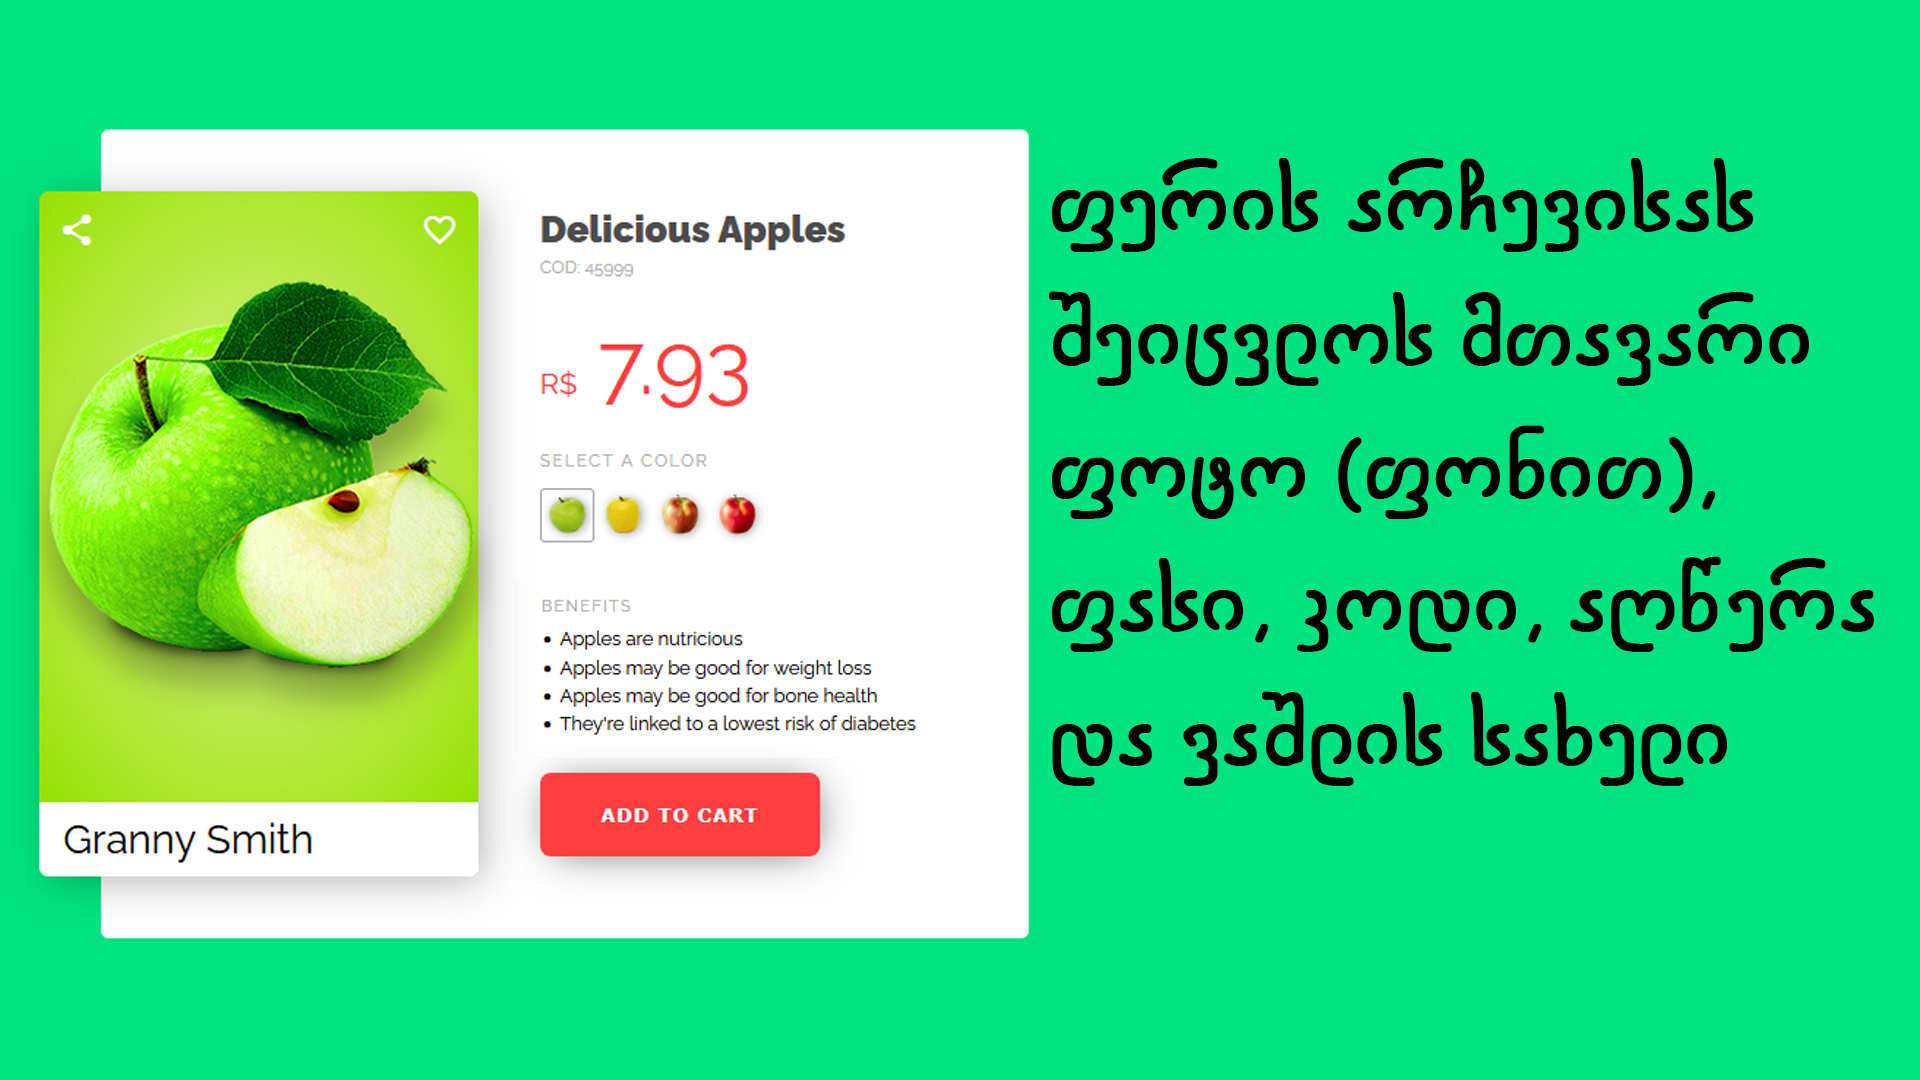 Delicious Apples
COD: 45999
R$ 7.93
SELECT A COLOR
BENEFITS
Apples are nutricious
Apples may be good for weight loss
Apples may be good for bone health
They're linked to a lowest risk of diabetes
ADD TO CART
Granny Smith
ფერის არჩევისას
შეიცვლოს მთავარი
ფოტო (ფონით),
ფასი, კოდი, აღწერა
და ვაშლის სახელი